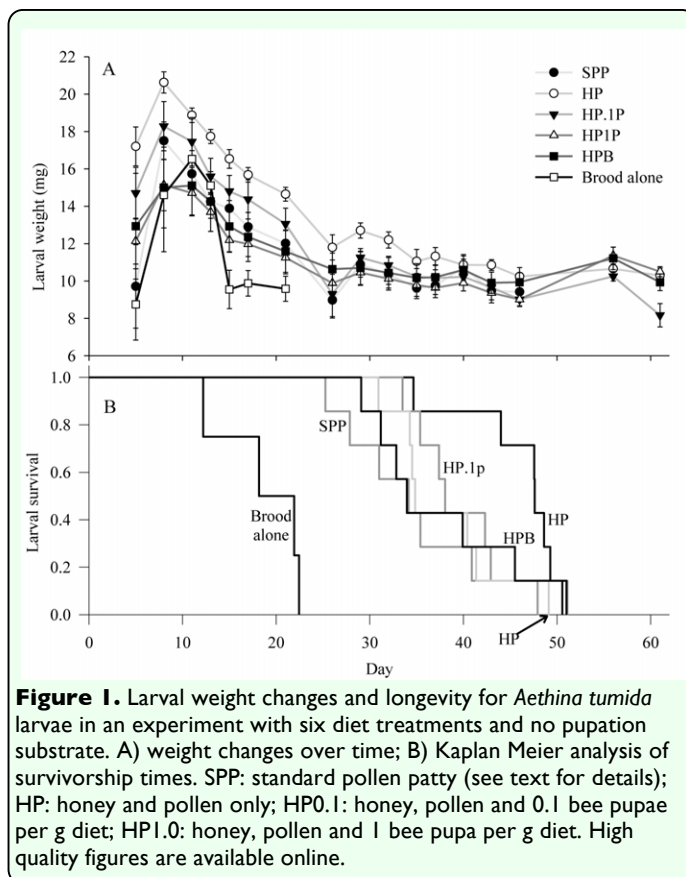 22
20
18
16
14
12
10
8
6
Larval weight (mg)
A
SPP
HP
HP.1P
HP1P
HPB
Brood alone
1.0
0.8
0.6
0.4
0.2
0.0
Larval survival
B
SPP
HP.1p
Brood
alone
HPB
HP
HP
0
10
20
30
40
50
60
Day
Figure 1. Larval weight changes and longevity for Aethina tumida
larvae in an experiment with six diet treatments and no pupation
substrate. A) weight changes over time; B) Kaplan Meier analysis of
survivorship times. SPP: standard pollen patty (see text for details);
HP: honey and pollen only; HP0.1: honey, pollen and 0.1 bee pupae
per g diet; HP1.0: honey, pollen and 1 bee pupa per g diet. High
quality figures are available online.